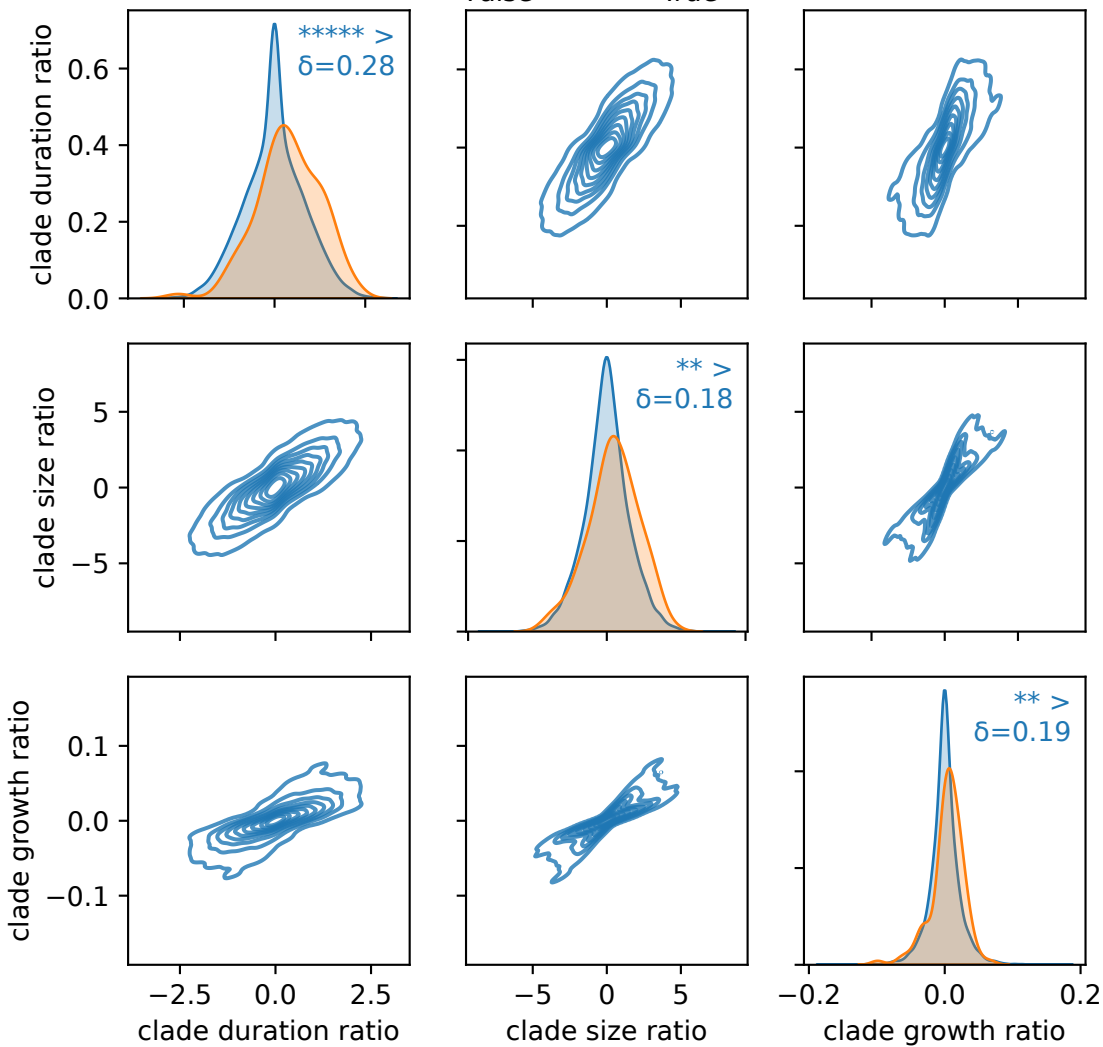 clade duration ratio
0.6
0.4
0.2
0.0
***** >
δ=0.28
clade size ratio
5
0
−5
** >
δ=0.18
clade growth ratio
0.1
0.0
−0.1
** >
δ=0.19
−2.5 0.0 2.5
−5 0 5
−0.2 0.0 0.2
clade duration ratio
clade size ratio
clade growth ratio